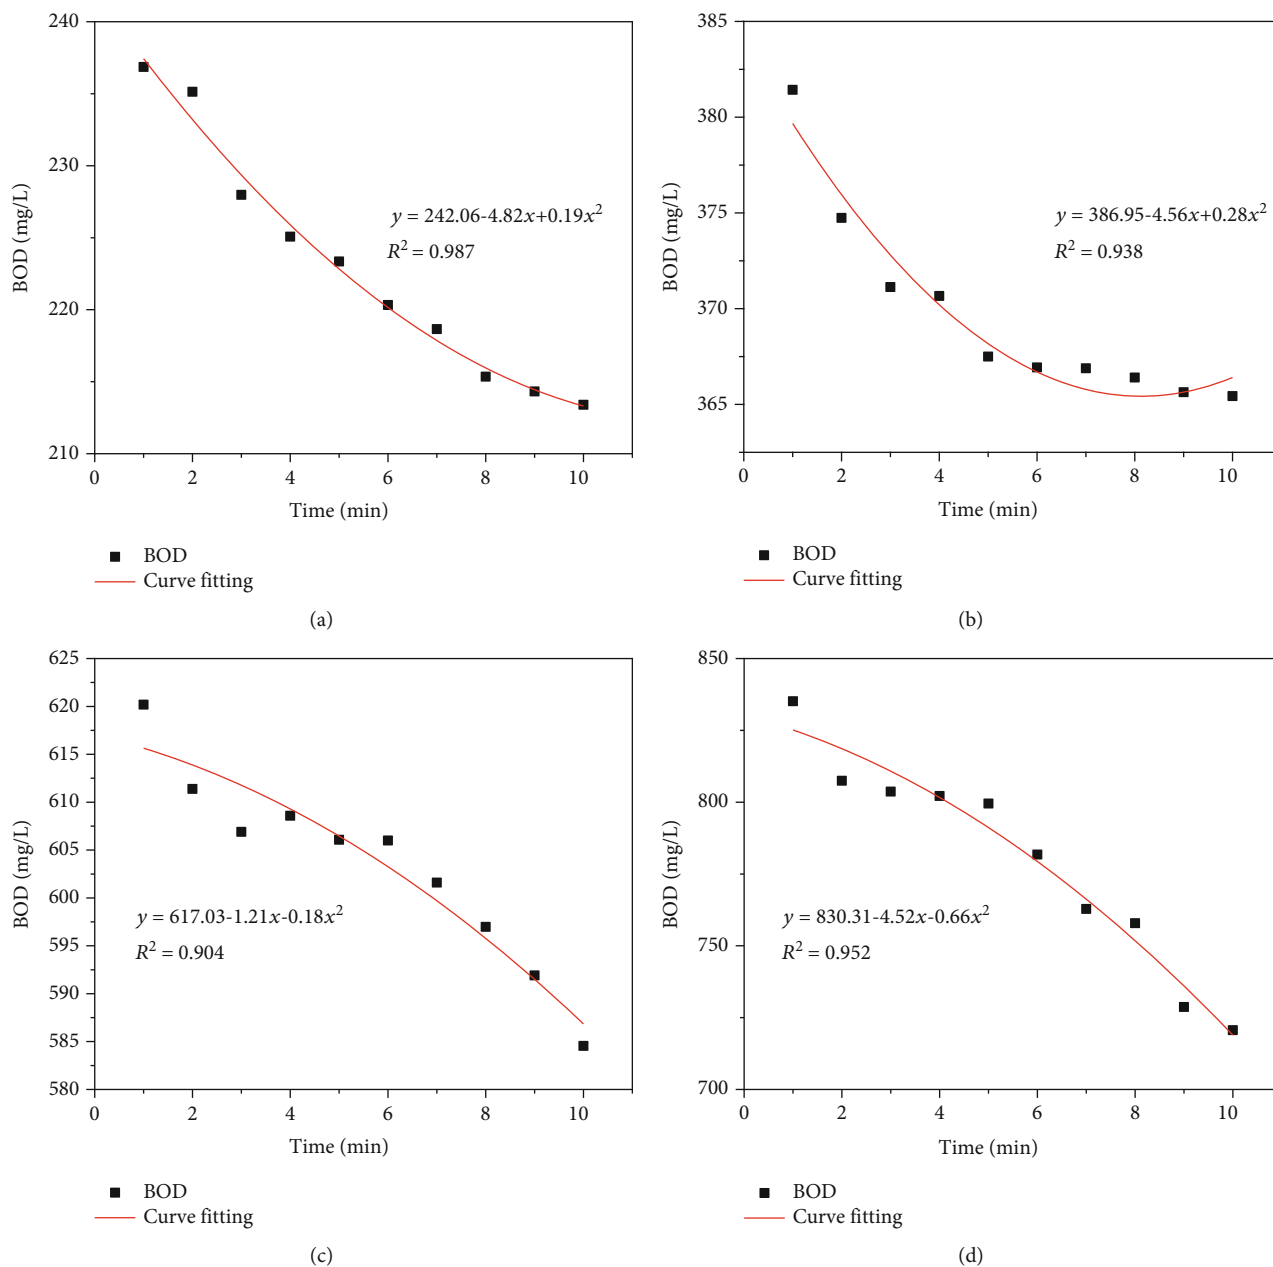 240
230
220
210
BOD (mg/L)
y = 242.06-4.82x+0.19x²
R² = 0.987
0 2 4 6 8 10
Time (min)
BOD
Curve fitting
(a)
385
380
375
370
365
BOD (mg/L)
y = 386.95-4.56x+0.28x²
R² = 0.938
0 2 4 6 8 10
Time (min)
BOD
Curve fitting
(b)
625
620
615
610
605
600
595
590
585
580
BOD (mg/L)
y = 617.03-1.21x-0.18x²
R² = 0.904
0 2 4 6 8 10
Time (min)
BOD
Curve fitting
(c)
850
800
750
700
BOD (mg/L)
y = 830.31-4.52x-0.66x²
R² = 0.952
0 2 4 6 8 10
Time (min)
BOD
Curve fitting
(d)